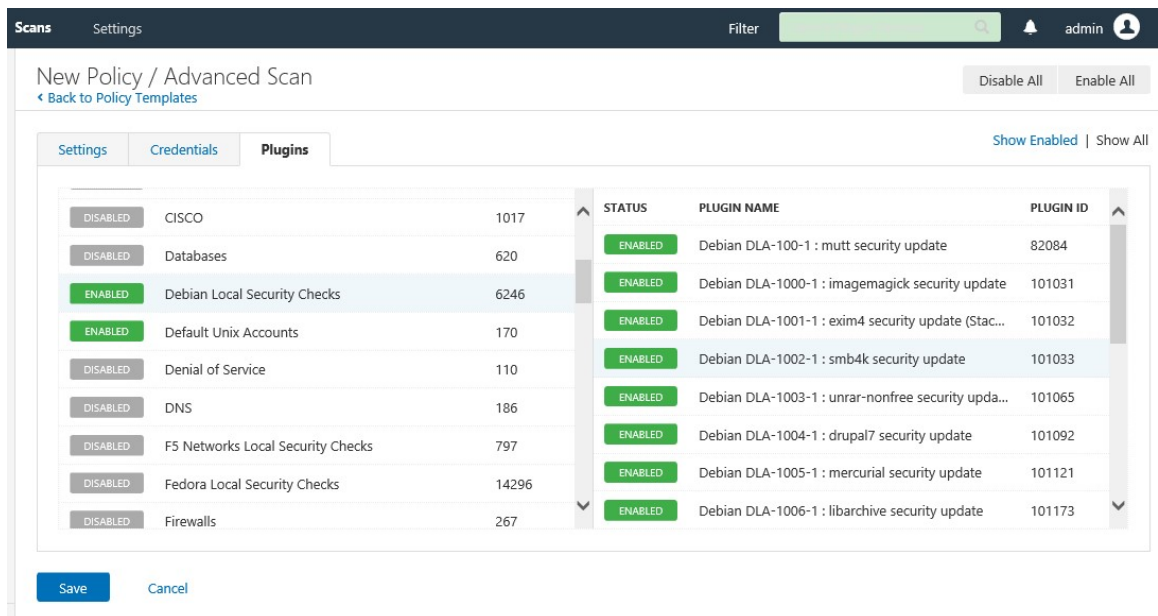 Scans Settings Filter admin
New Policy / Advanced Scan Disable All Enable All
Back to Policy Templates
Settings Credentials Plugins Show Enabled | Show All
DISABLED CISCO 1017
DISABLED Databases 620
ENABLED Debian Local Security Checks 6246
ENABLED Default Unix Accounts 170
DISABLED Denial of Service 110
DISABLED DNS 186
DISABLED F5 Networks Local Security Checks 797
DISABLED Fedora Local Security Checks 14296
DISABLED Firewalls 267
STATUS PLUGIN NAME PLUGIN ID
ENABLED Debian DLA-100-1 : mutt security update 82084
ENABLED Debian DLA-1000-1 : imagemagick security update 101031
ENABLED Debian DLA-1001-1 : exim4 security update (Stac... 101032
ENABLED Debian DLA-1002-1 : smb4k security update 101033
ENABLED Debian DLA-1003-1 : unrar-nonfree security upda... 101065
ENABLED Debian DLA-1004-1 : drupal7 security update 101092
ENABLED Debian DLA-1005-1 : mercurial security update 101121
ENABLED Debian DLA-1006-1 : libarchive security update 101173
Save Cancel